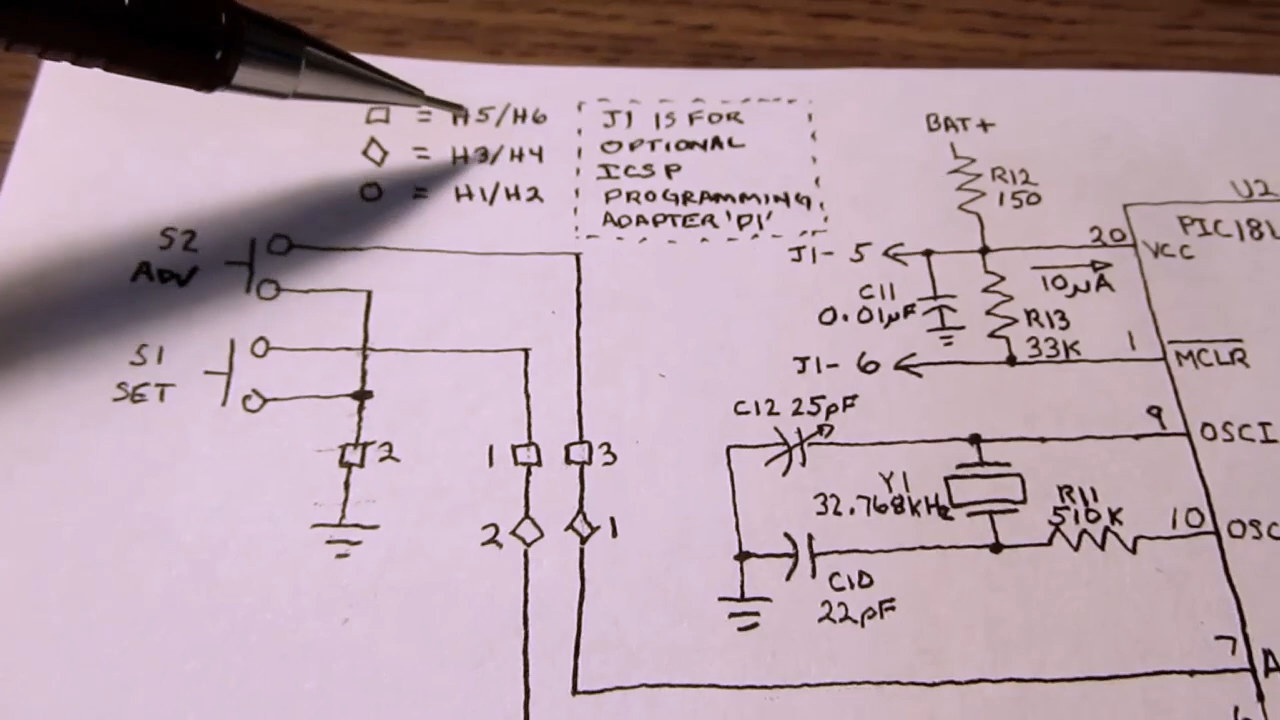 = H5/H6
= H3/H4
= H1/H2
J1 IS FOR
OPTIONAL
ICSP
PROGRAMMING
ADAPTER 'P1'
BAT+
R12
150
U2
PIC18L
S2
ADV
J1-5
20
VCC
C11
0.01µF
10µA
R13
33K
S1
SET
J1-6
1
MCLR
C12 25pF
9
OSCI
2
1
3
Y1
32.768KHz
R11
510K
10
OSC
2
1
C10
22pF
7
A